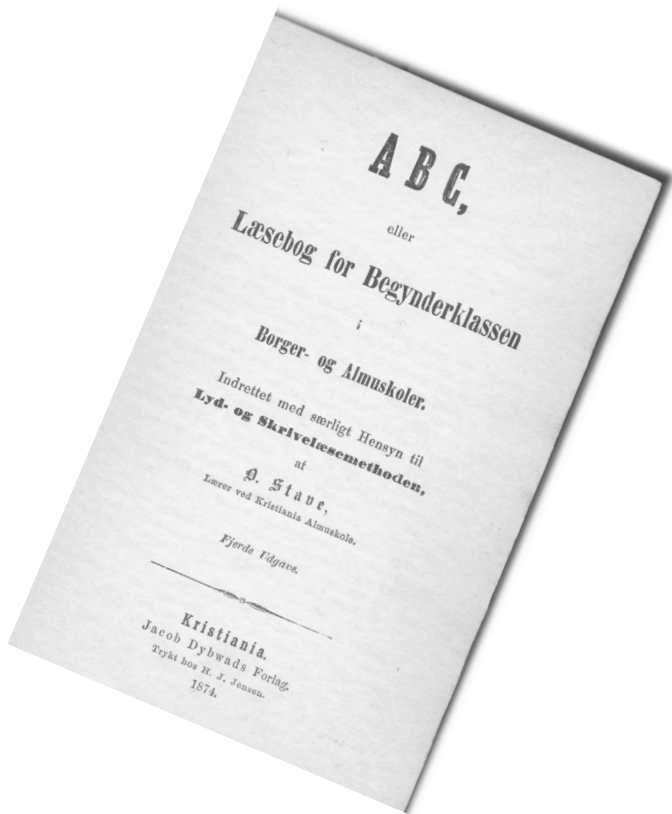 ABC,
eller
Læsebog for Begynderklassen
i
Borger- og Almuskoler.
Indrettet med særligt Hensyn til
Lyd- og Skrivelæsemethoden,
af
O. Stave,
Lærer ved Kristiania Almuskole.
Fjerde Udgave.
Kristiania.
Jacob Dybwads Forlag.
Trykt hos H. J. Jensen.
1874.